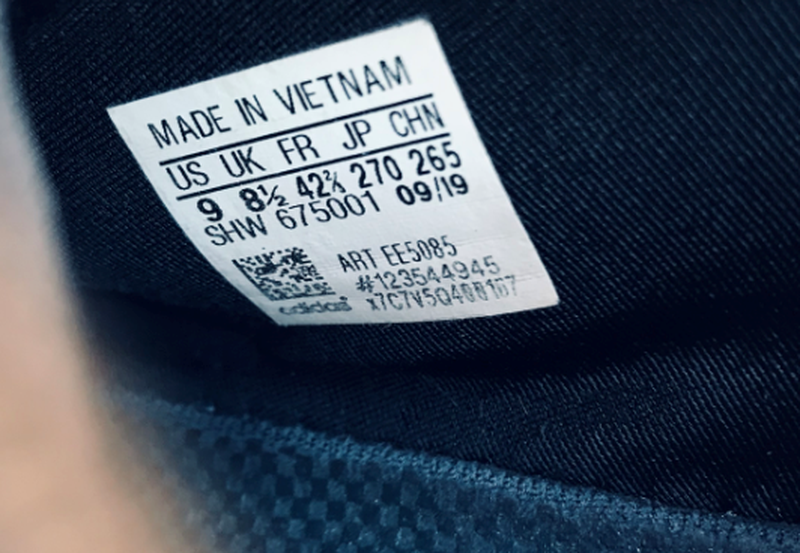 MADE IN VIETNAM
US UK FR JP CHN
9 8½ 42⅔ 270 265
SHW 675001 09/19
ART EE5085
#123544945
adidas